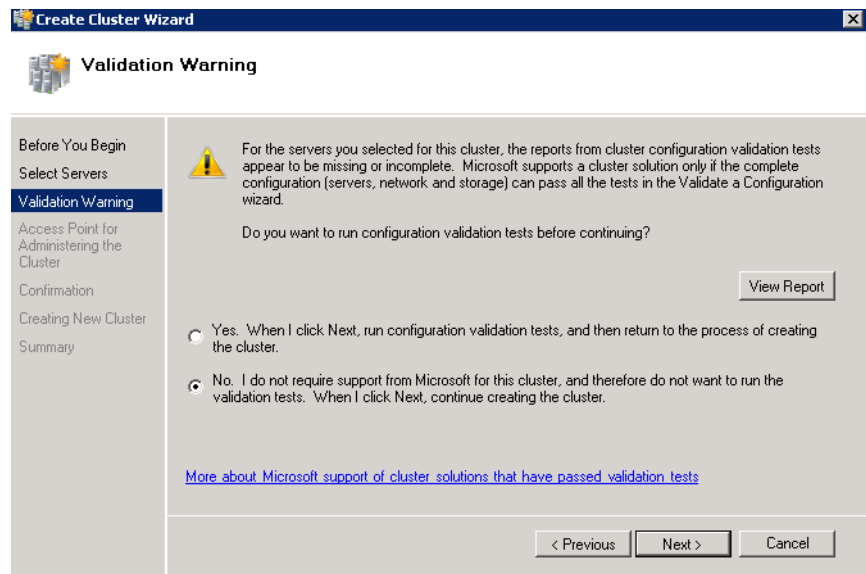 Create Cluster Wizard
Validation Warning
Before You Begin
Select Servers
Validation Warning
Access Point for
Administering the
Cluster
Confirmation
Creating New Cluster
Summary
For the servers you selected for this cluster, the reports from cluster configuration validation tests
appear to be missing or incomplete. Microsoft supports a cluster solution only if the complete
configuration (servers, network and storage) can pass all the tests in the Validate a Configuration
wizard.
Do you want to run configuration validation tests before continuing?
View Report
Yes. When I click Next, run configuration validation tests, and then return to the process of creating
the cluster.
No. I do not require support from Microsoft for this cluster, and therefore do not want to run the
validation tests. When I click Next, continue creating the cluster.
More about Microsoft support of cluster solutions that have passed validation tests
< Previous
Next >
Cancel